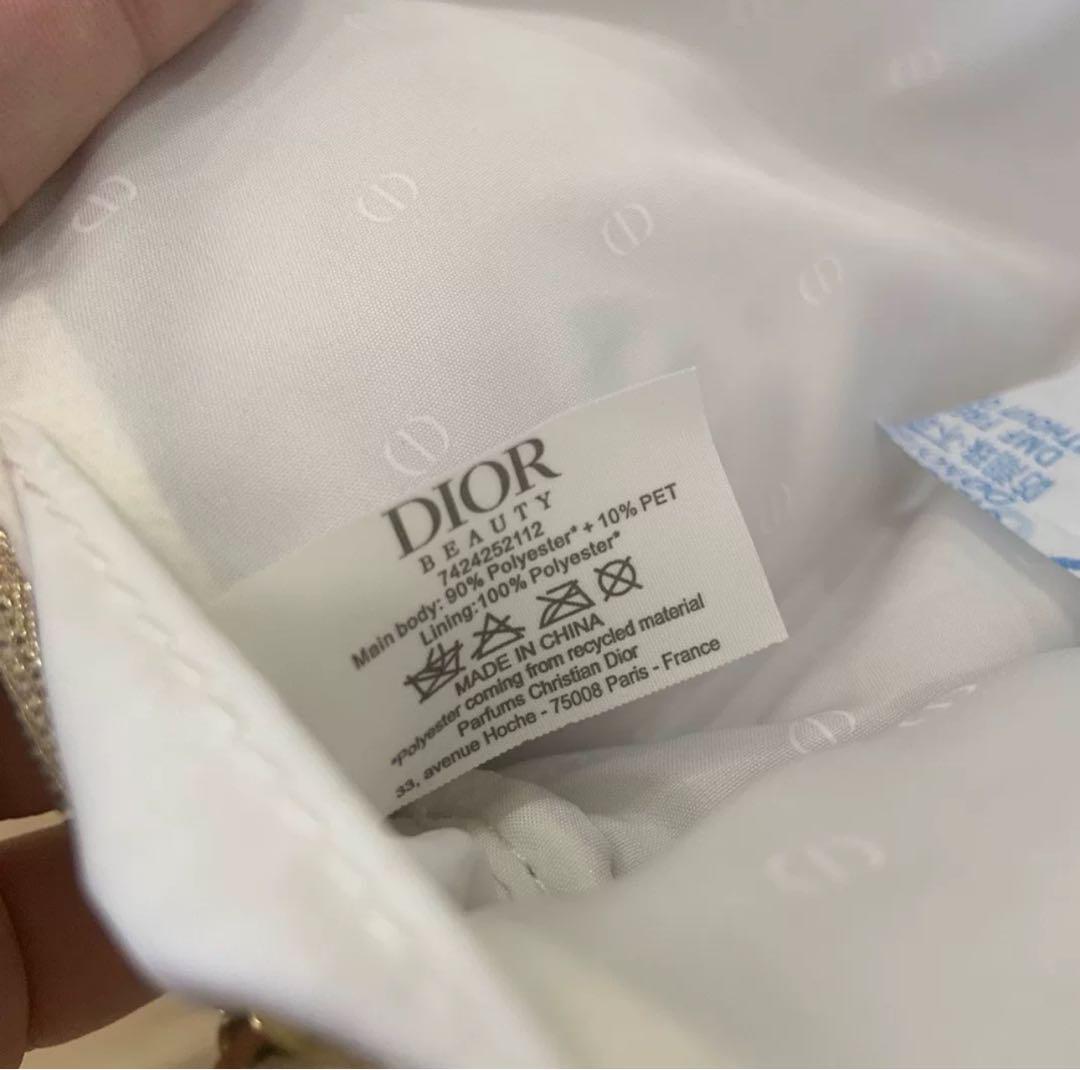 DIOR
BEAUTY
7424252112
Main body: 90% Polyester* + 10% PET
Lining:100% Polyester*
MADE IN CHINA
*Polyester coming from recycled material
Parfums Christian Dior
33, avenue Hoche - 75008 Paris - France